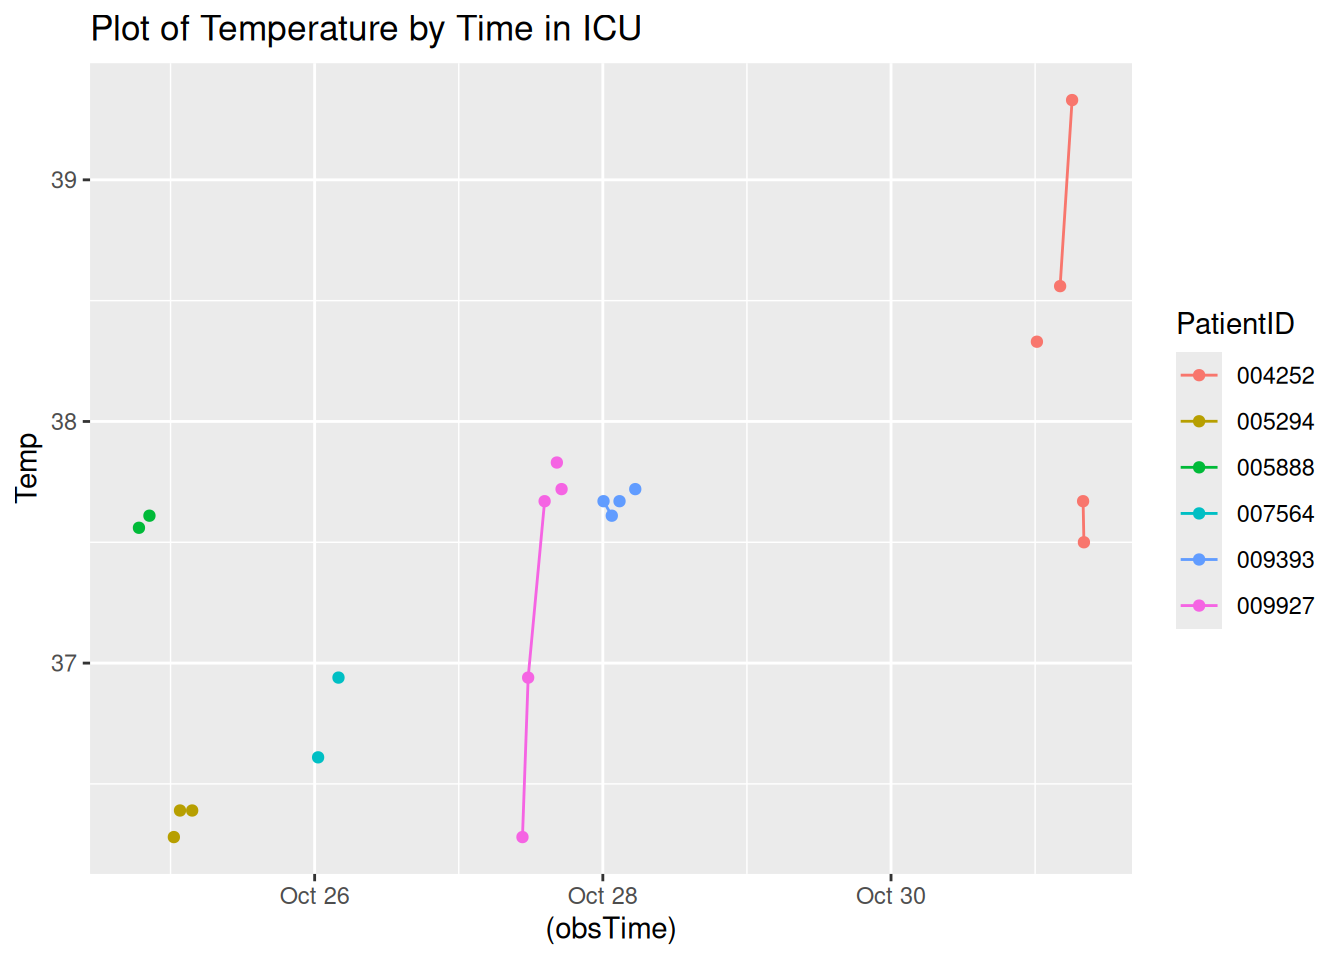 Plot of Temperature by Time in ICU
39
38
37
Temp
Oct 26
Oct 28
Oct 30
(obsTime)
PatientID
004252
005294
005888
007564
009393
009927